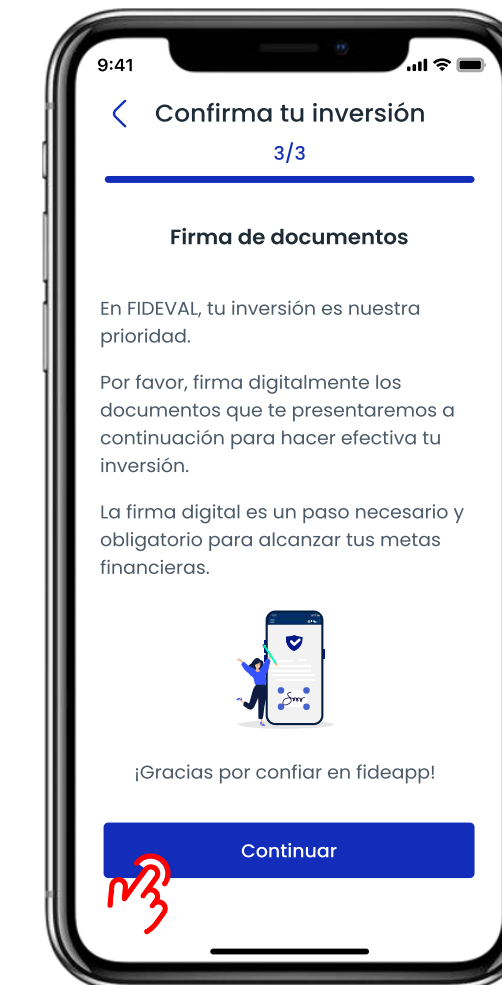 9:41
Confirma tu inversión
3/3
Firma de documentos
En FIDEVAL, tu inversión es nuestra
prioridad.
Por favor, firma digitalmente los
documentos que te presentaremos a
continuación para hacer efectiva tu
inversión.
La firma digital es un paso necesario y
obligatorio para alcanzar tus metas
financieras.
¡Gracias por confiar en fideapp!
Continuar